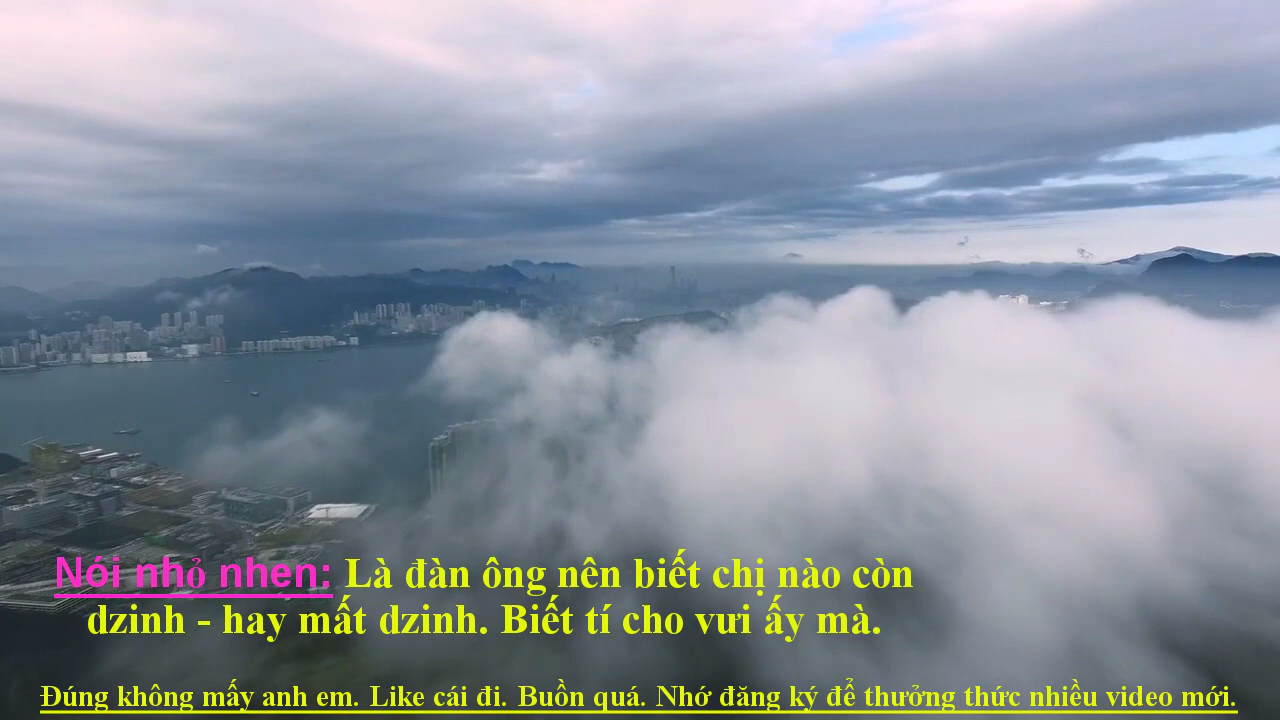 Nói nhỏ nhen: Là đàn ông nên biết chị nào còn
dzinh - hay mất dzinh. Biết tí cho vưi ấy mà.
Đúng không mấy anh em. Like cái đi. Buồn quá. Nhớ đăng ký để thưởng thức nhiều video mới.